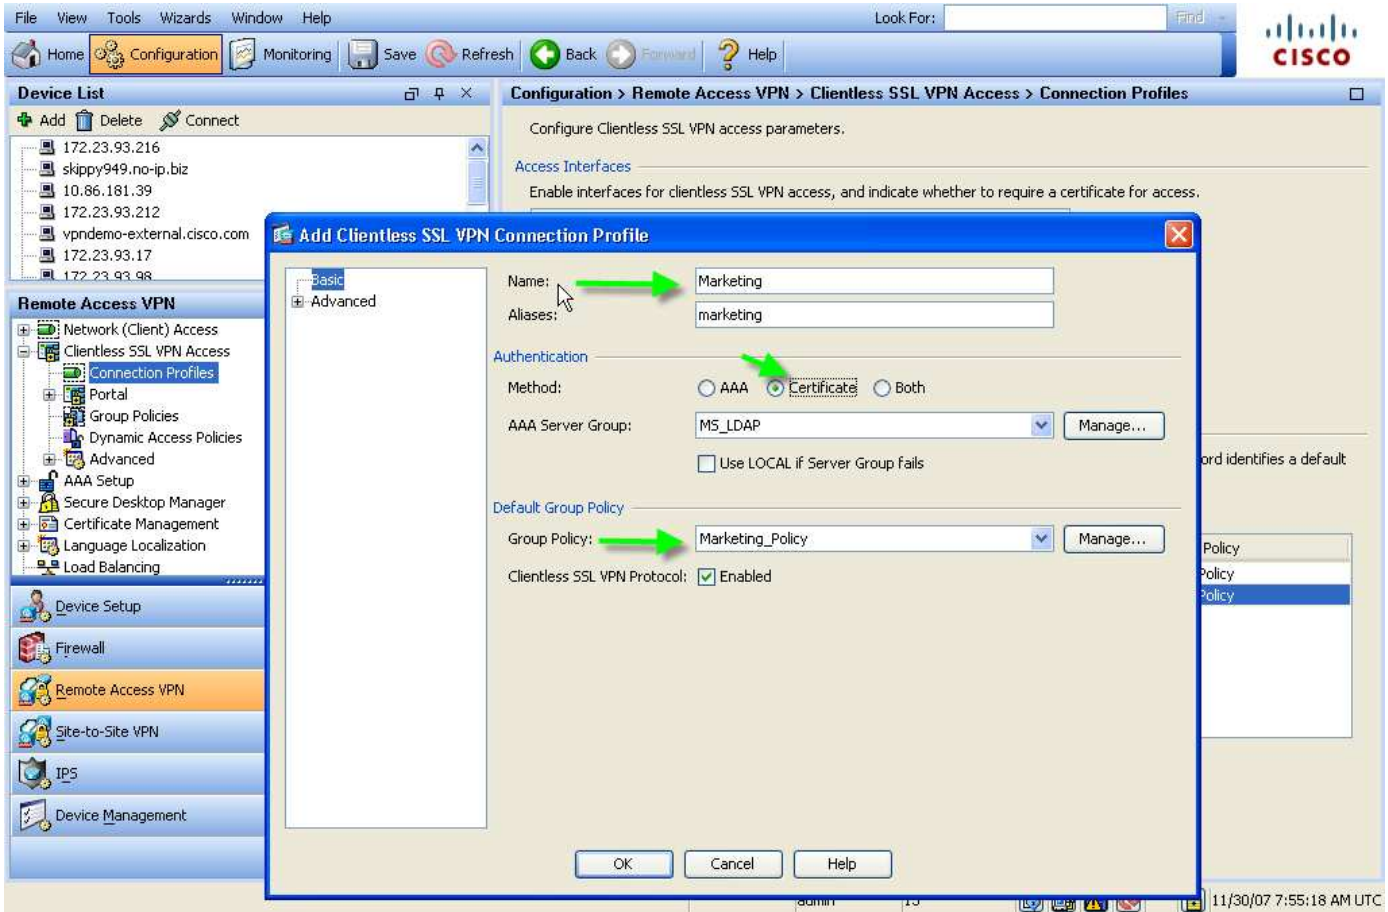 File View Tools Wizards Window Help Look For: Find
Home Configuration Monitoring Save Refresh Back Forward Help
CISCO
Device List
Add Delete Connect
172.23.93.216
skippy949.no-ip.biz
10.86.181.39
172.23.93.212
vpndemo-external.cisco.com
172.23.93.17
172.23.93.98
Remote Access VPN
Network (Client) Access
Clientless SSL VPN Access
Connection Profiles
Portal
Group Policies
Dynamic Access Policies
Advanced
AAA Setup
Secure Desktop Manager
Certificate Management
Language Localization
Load Balancing
Device Setup
Firewall
Remote Access VPN
Site-to-Site VPN
IPS
Device Management
Configuration > Remote Access VPN > Clientless SSL VPN Access > Connection Profiles
Configure Clientless SSL VPN access parameters.
Access Interfaces
Enable interfaces for clientless SSL VPN access, and indicate whether to require a certificate for access.
Add Clientless SSL VPN Connection Profile
Basic
Advanced
Name: Marketing
Aliases: marketing
Authentication
Method: AAA Certificate Both
AAA Server Group: MS_LDAP Manage...
Use LOCAL if Server Group fails
Default Group Policy
Group Policy: Marketing_Policy Manage...
Clientless SSL VPN Protocol: Enabled
OK Cancel Help
ord identifies a default
Policy
Policy
Policy
admin 15 11/30/07 7:55:18 AM UTC